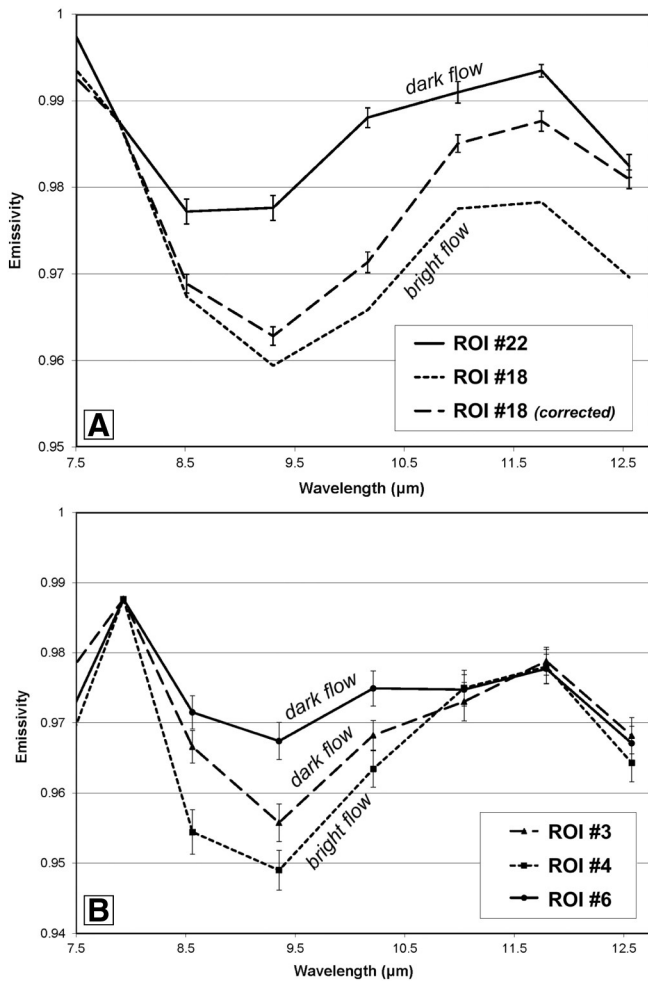 1
0.99
0.98
0.97
0.96
0.95
Emissivity
dark flow
bright flow
ROI #22
ROI #18
ROI #18 (corrected)
A
7.5 8.5 9.5 10.5 11.5 12.5
Wavelength (µm)
1
0.99
0.98
0.97
0.96
0.95
0.94
Emissivity
dark flow
dark flow
bright flow
ROI #3
ROI #4
ROI #6
B
7.5 8.5 9.5 10.5 11.5 12.5
Wavelength (µm)